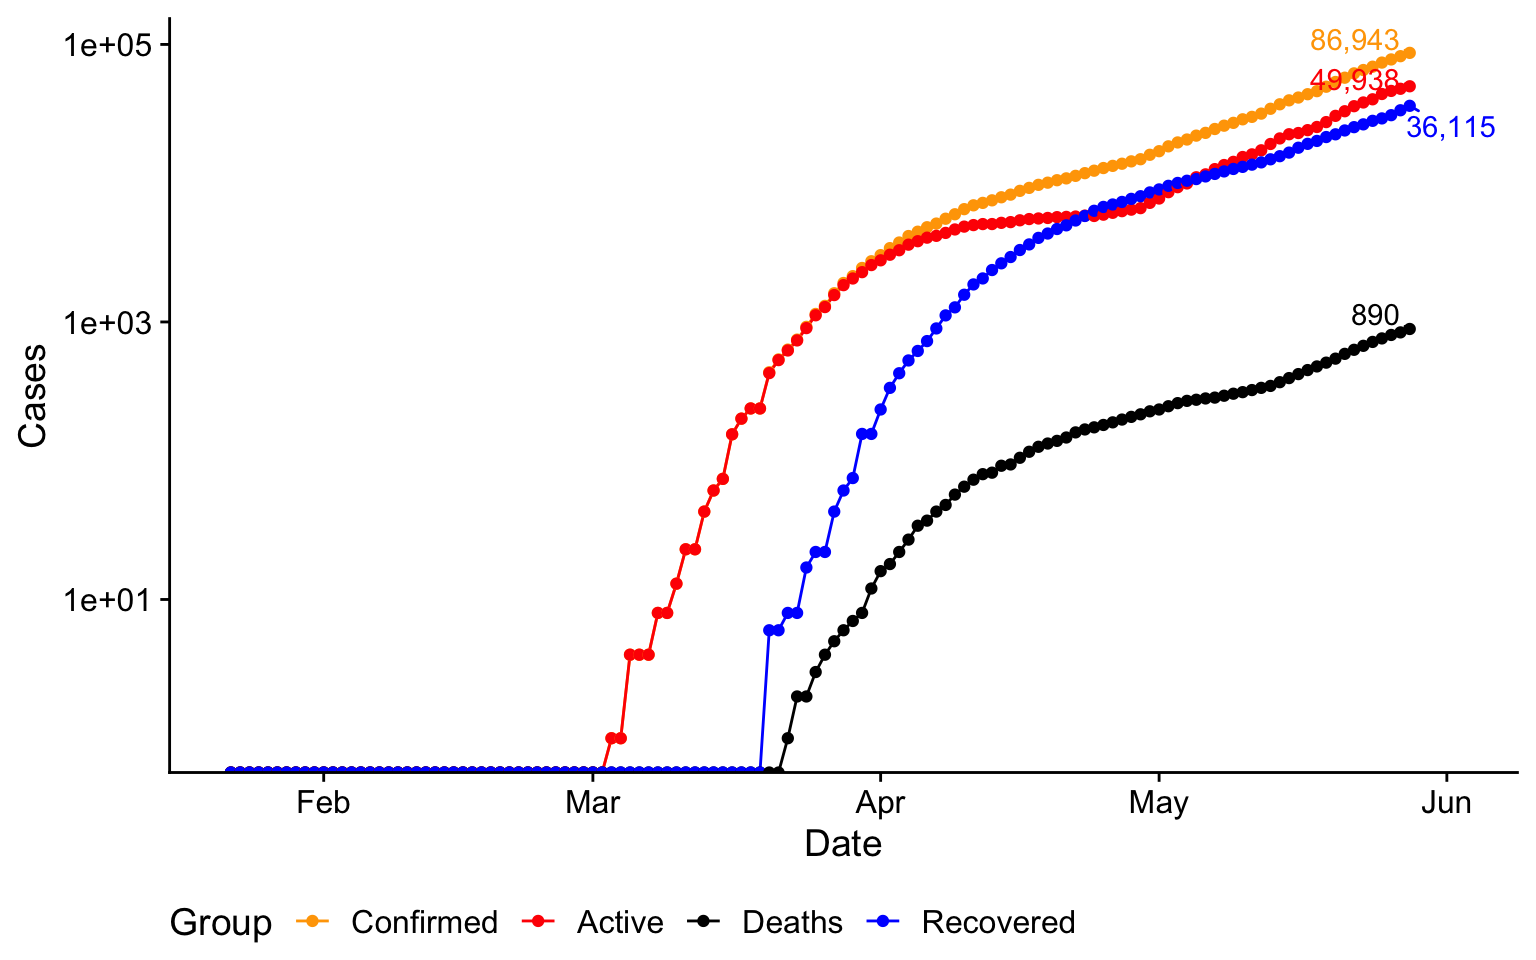 1e+05
1e+03
1e+01
Cases
86,943
49,938
36,115
890
Feb Mar Apr May Jun
Date
Group Confirmed Active Deaths Recovered